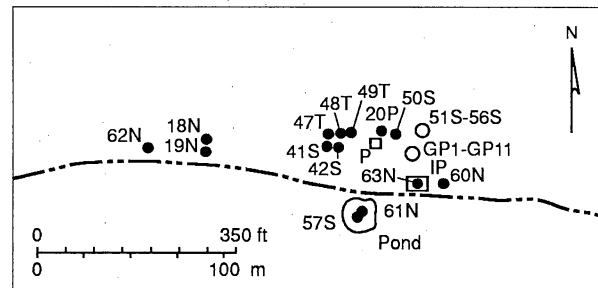 N
49T
48T
47T
20P
50S
51S-56S
18N
62N
19N
41S
42S
P
GP1-GP11
IP
63N
60N
61N
57S
Pond
0 350 ft
0 100 m